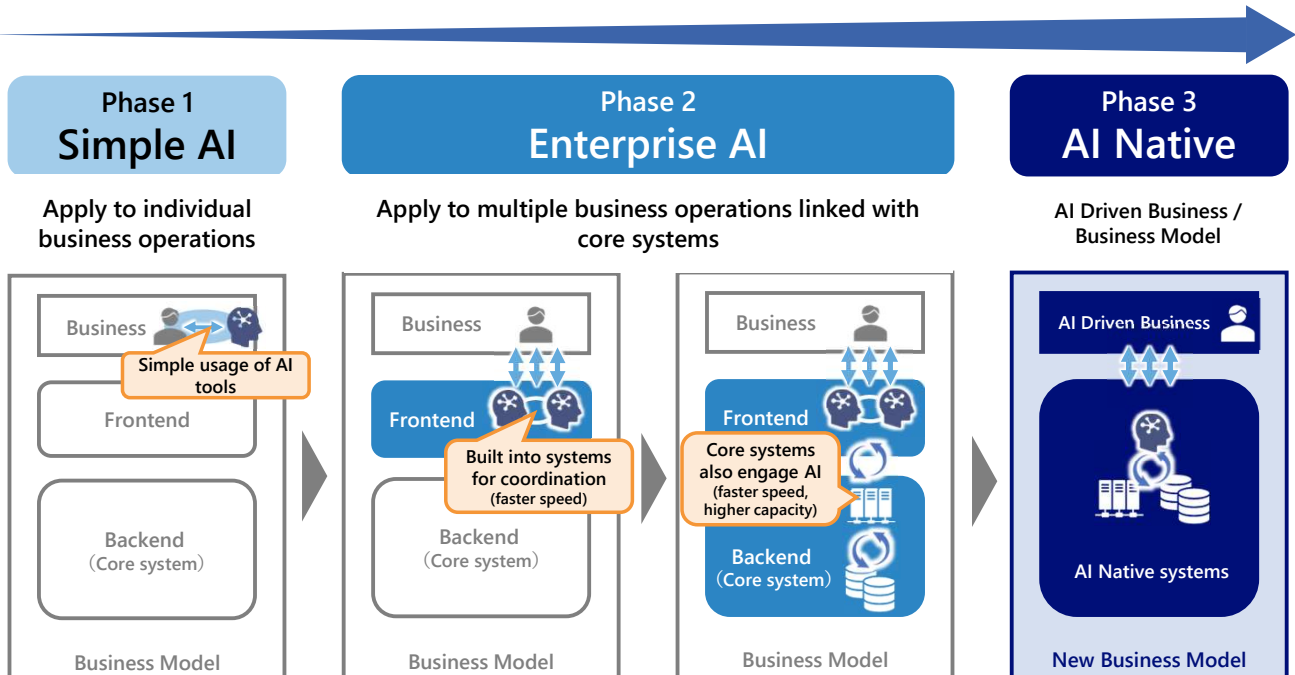 Phase 1
Simple AI
Phase 2
Enterprise AI
Phase 3
AI Native
Apply to individual
business operations
Apply to multiple business operations linked with
core systems
AI Driven Business /
Business Model
Business
Simple usage of AI
tools
Frontend
Backend
（Core system）
Business Model
Business
Frontend
Built into systems
for coordination
(faster speed)
Backend
（Core system）
Business Model
Business
Frontend
Core systems
also engage AI
(faster speed,
higher capacity)
Backend
（Core system）
Business Model
AI Driven Business
AI Native systems
New Business Model